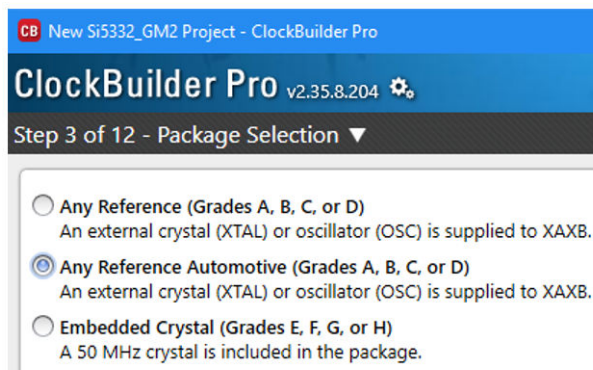 CB New Si5332_GM2 Project - ClockBuilder Pro
ClockBuilder Pro v2.35.8.204
Step 3 of 12 - Package Selection ▼
Any Reference (Grades A, B, C, or D)
An external crystal (XTAL) or oscillator (OSC) is supplied to XAXB.
Any Reference Automotive (Grades A, B, C, or D)
An external crystal (XTAL) or oscillator (OSC) is supplied to XAXB.
Embedded Crystal (Grades E, F, G, or H)
A 50 MHz crystal is included in the package.